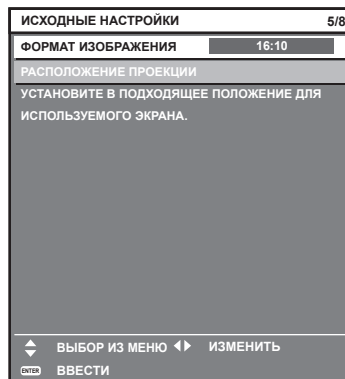 ИСХОДНЫЕ НАСТРОЙКИ 5/8
ФОРМАТ ИЗОБРАЖЕНИЯ 16:10
РАСПОЛОЖЕНИЕ ПРОЕКЦИИ
УСТАНОВИТЕ В ПОДХОДЯЩЕЕ ПОЛОЖЕНИЕ ДЛЯ
ИСПОЛЬЗУЕМОГО ЭКРАНА.
ВЫБОР ИЗ МЕНЮ ИЗМЕНИТЬ
ENTER ВВЕСТИ